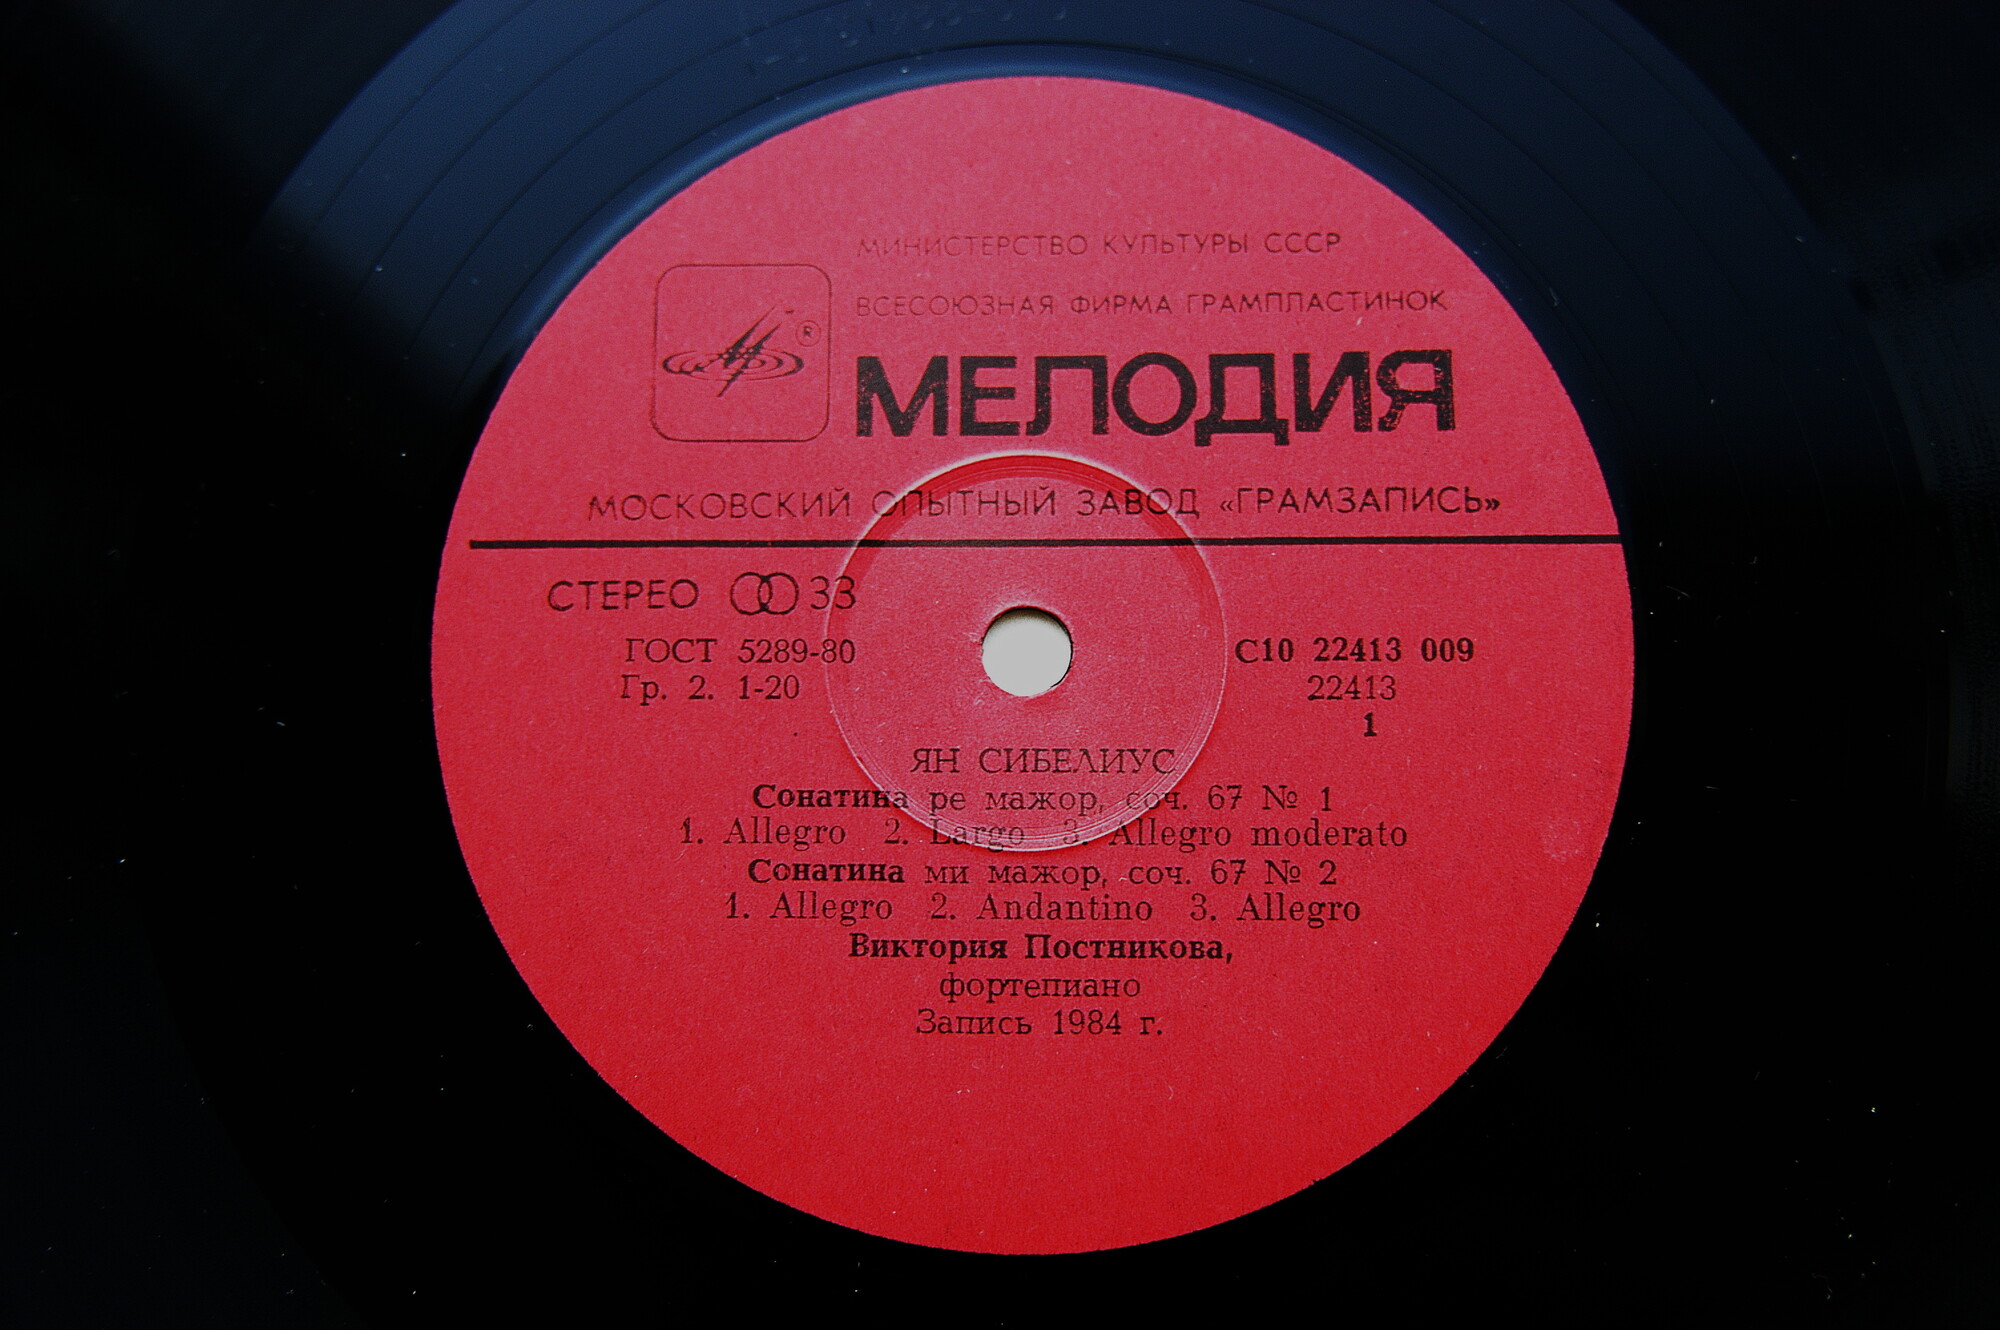 МИНИСТЕРСТВО КУЛЬТУРЫ СССР
ВСЕСОЮЗНАЯ ФИРМА ГРАМПЛАСТИНОК
®
МЕЛОДИЯ
МОСКОВСКИЙ ОПЫТНЫЙ ЗАВОД «ГРАМЗАПИСЬ»
СТЕРЕО 33
ГОСТ 5289-80 С10 22413 009
Гр. 2. 1-20 22413
1
ЯН СИБЕЛИУС
Сонатина ре мажор, соч. 67 № 1
1. Allegro 2. Largo 3. Allegro moderato
Сонатина ми мажор, соч. 67 № 2
1. Allegro 2. Andantino 3. Allegro
Виктория Постникова,
фортепиано
Запись 1984 г.